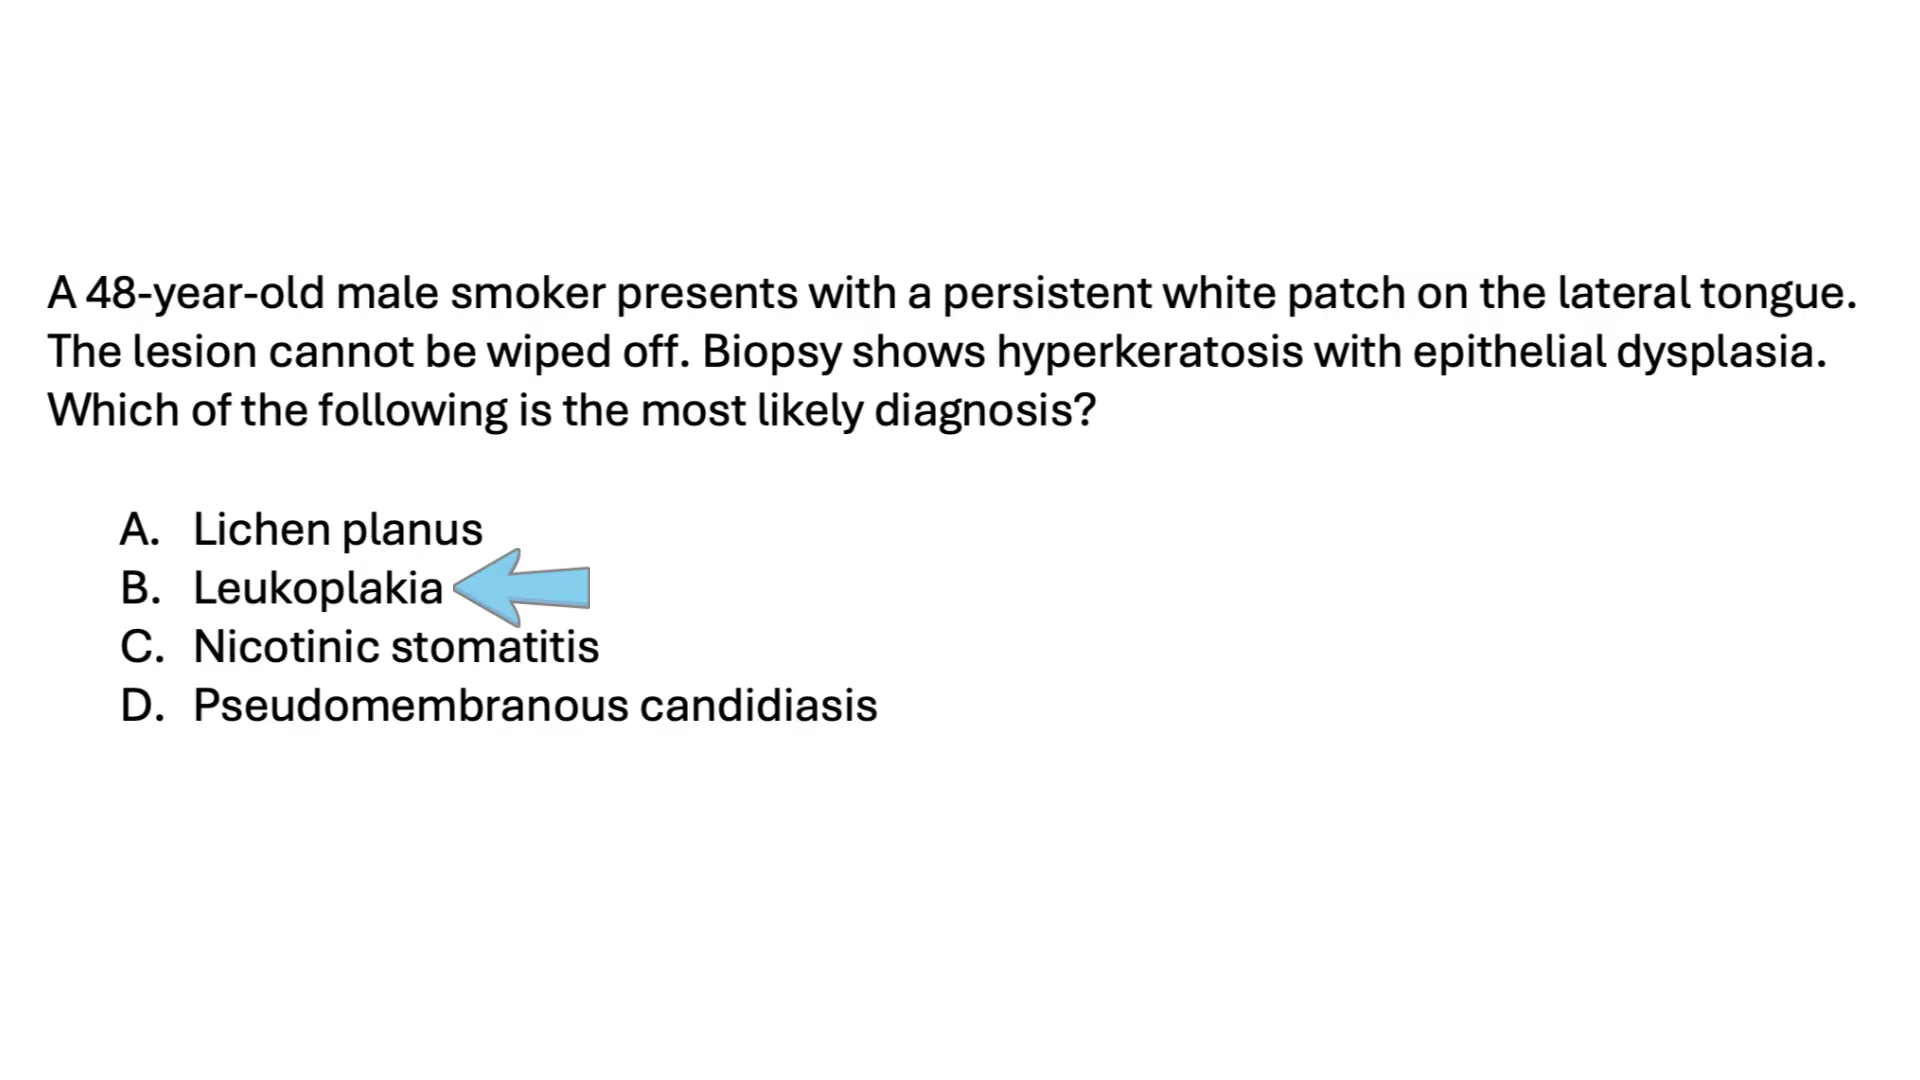 A 48-year-old male smoker presents with a persistent white patch on the lateral tongue.
The lesion cannot be wiped off. Biopsy shows hyperkeratosis with epithelial dysplasia.
Which of the following is the most likely diagnosis?
A. Lichen planus
B. Leukoplakia
C. Nicotinic stomatitis
D. Pseudomembranous candidiasis